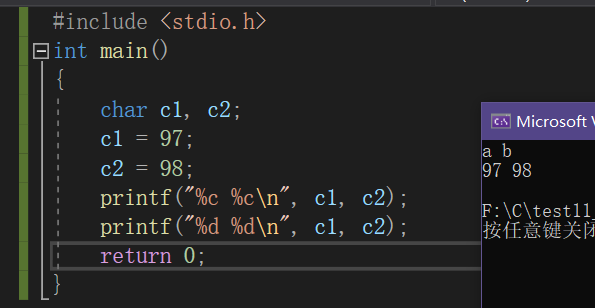 #include <stdio.h>
int main()
{
char c1, c2;
c1 = 97;
c2 = 98;
printf("%c %c\n", c1, c2);
printf("%d %d\n", c1, c2);
return 0;
}
Microsoft V
a b
97 98
F:\C\test11_
按任意键关闭